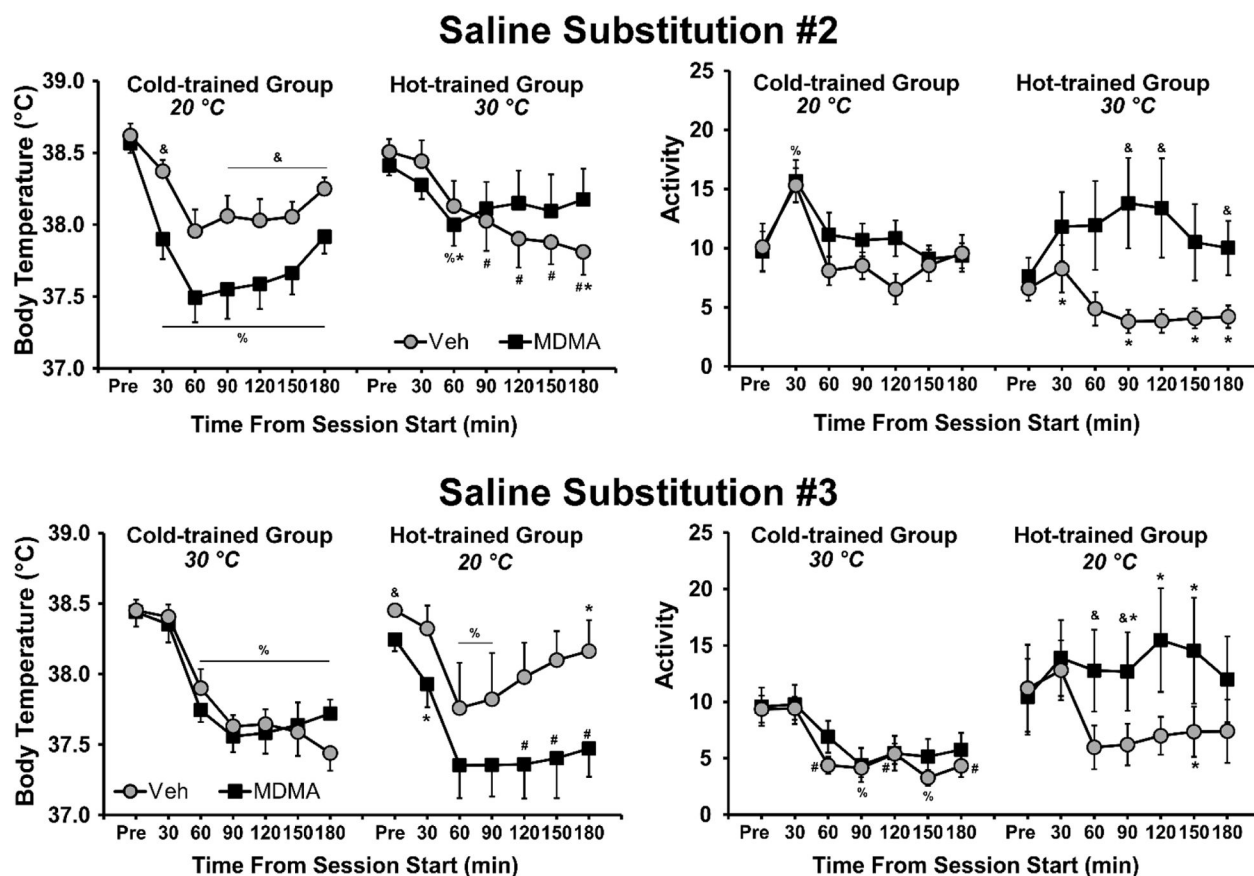 Saline Substitution #2
Cold-trained Group
20 °C
Hot-trained Group
30 °C
Body Temperature (°C)
39.0
38.5
38.0
37.5
37.0
&
&
%
%*
#
#
#
#*
Veh
MDMA
Pre 30 60 90 120 150 180
Pre 30 60 90 120 150 180
Time From Session Start (min)
Cold-trained Group
20 °C
Hot-trained Group
30 °C
Activity
25
20
15
10
5
0
%
&
&
&
*
*
*
*
Pre 30 60 90 120 150 180
Pre 30 60 90 120 150 180
Time From Session Start (min)
Saline Substitution #3
Cold-trained Group
30 °C
Hot-trained Group
20 °C
Body Temperature (°C)
39.0
38.5
38.0
37.5
37.0
%
&
%
*
*
#
#
#
Veh
MDMA
Pre 30 60 90 120 150 180
Pre 30 60 90 120 150 180
Time From Session Start (min)
Cold-trained Group
30 °C
Hot-trained Group
20 °C
Activity
25
20
15
10
5
0
#
%
#
%
#
&
&*
*
*
*
Pre 30 60 90 120 150 180
Pre 30 60 90 120 150 180
Time From Session Start (min)